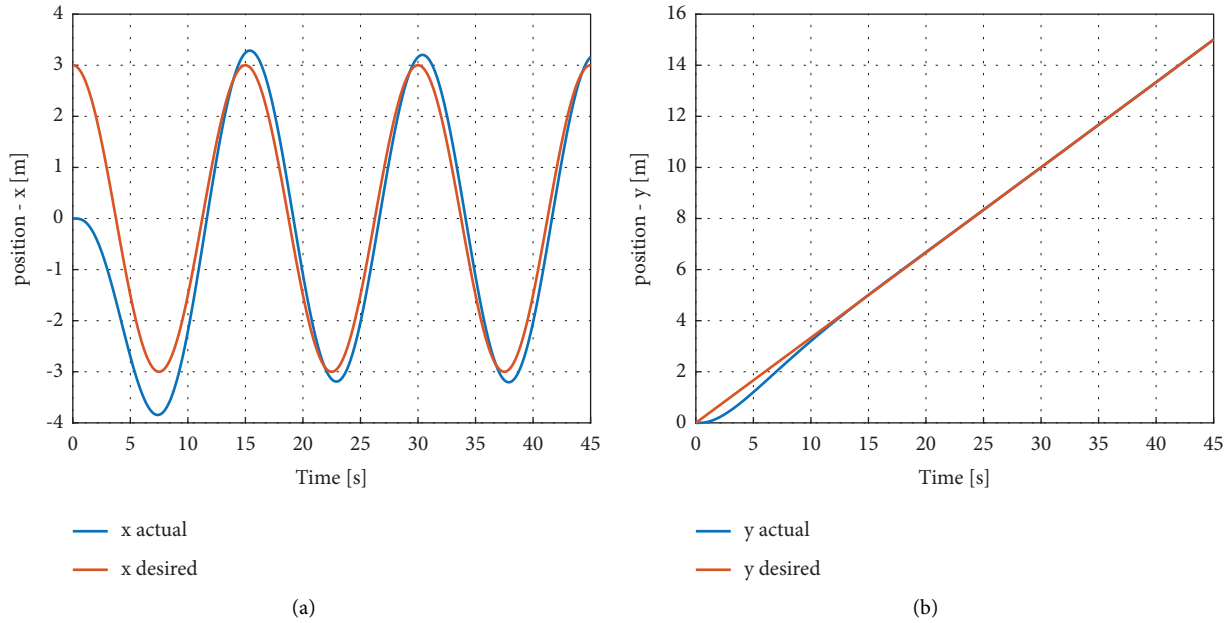 4
3
2
1
0
-1
-2
-3
-4
position - x [m]
0 5 10 15 20 25 30 35 40 45
Time [s]
x actual
x desired
(a)
16
14
12
10
8
6
4
2
0
position - y [m]
0 5 10 15 20 25 30 35 40 45
Time [s]
y actual
y desired
(b)